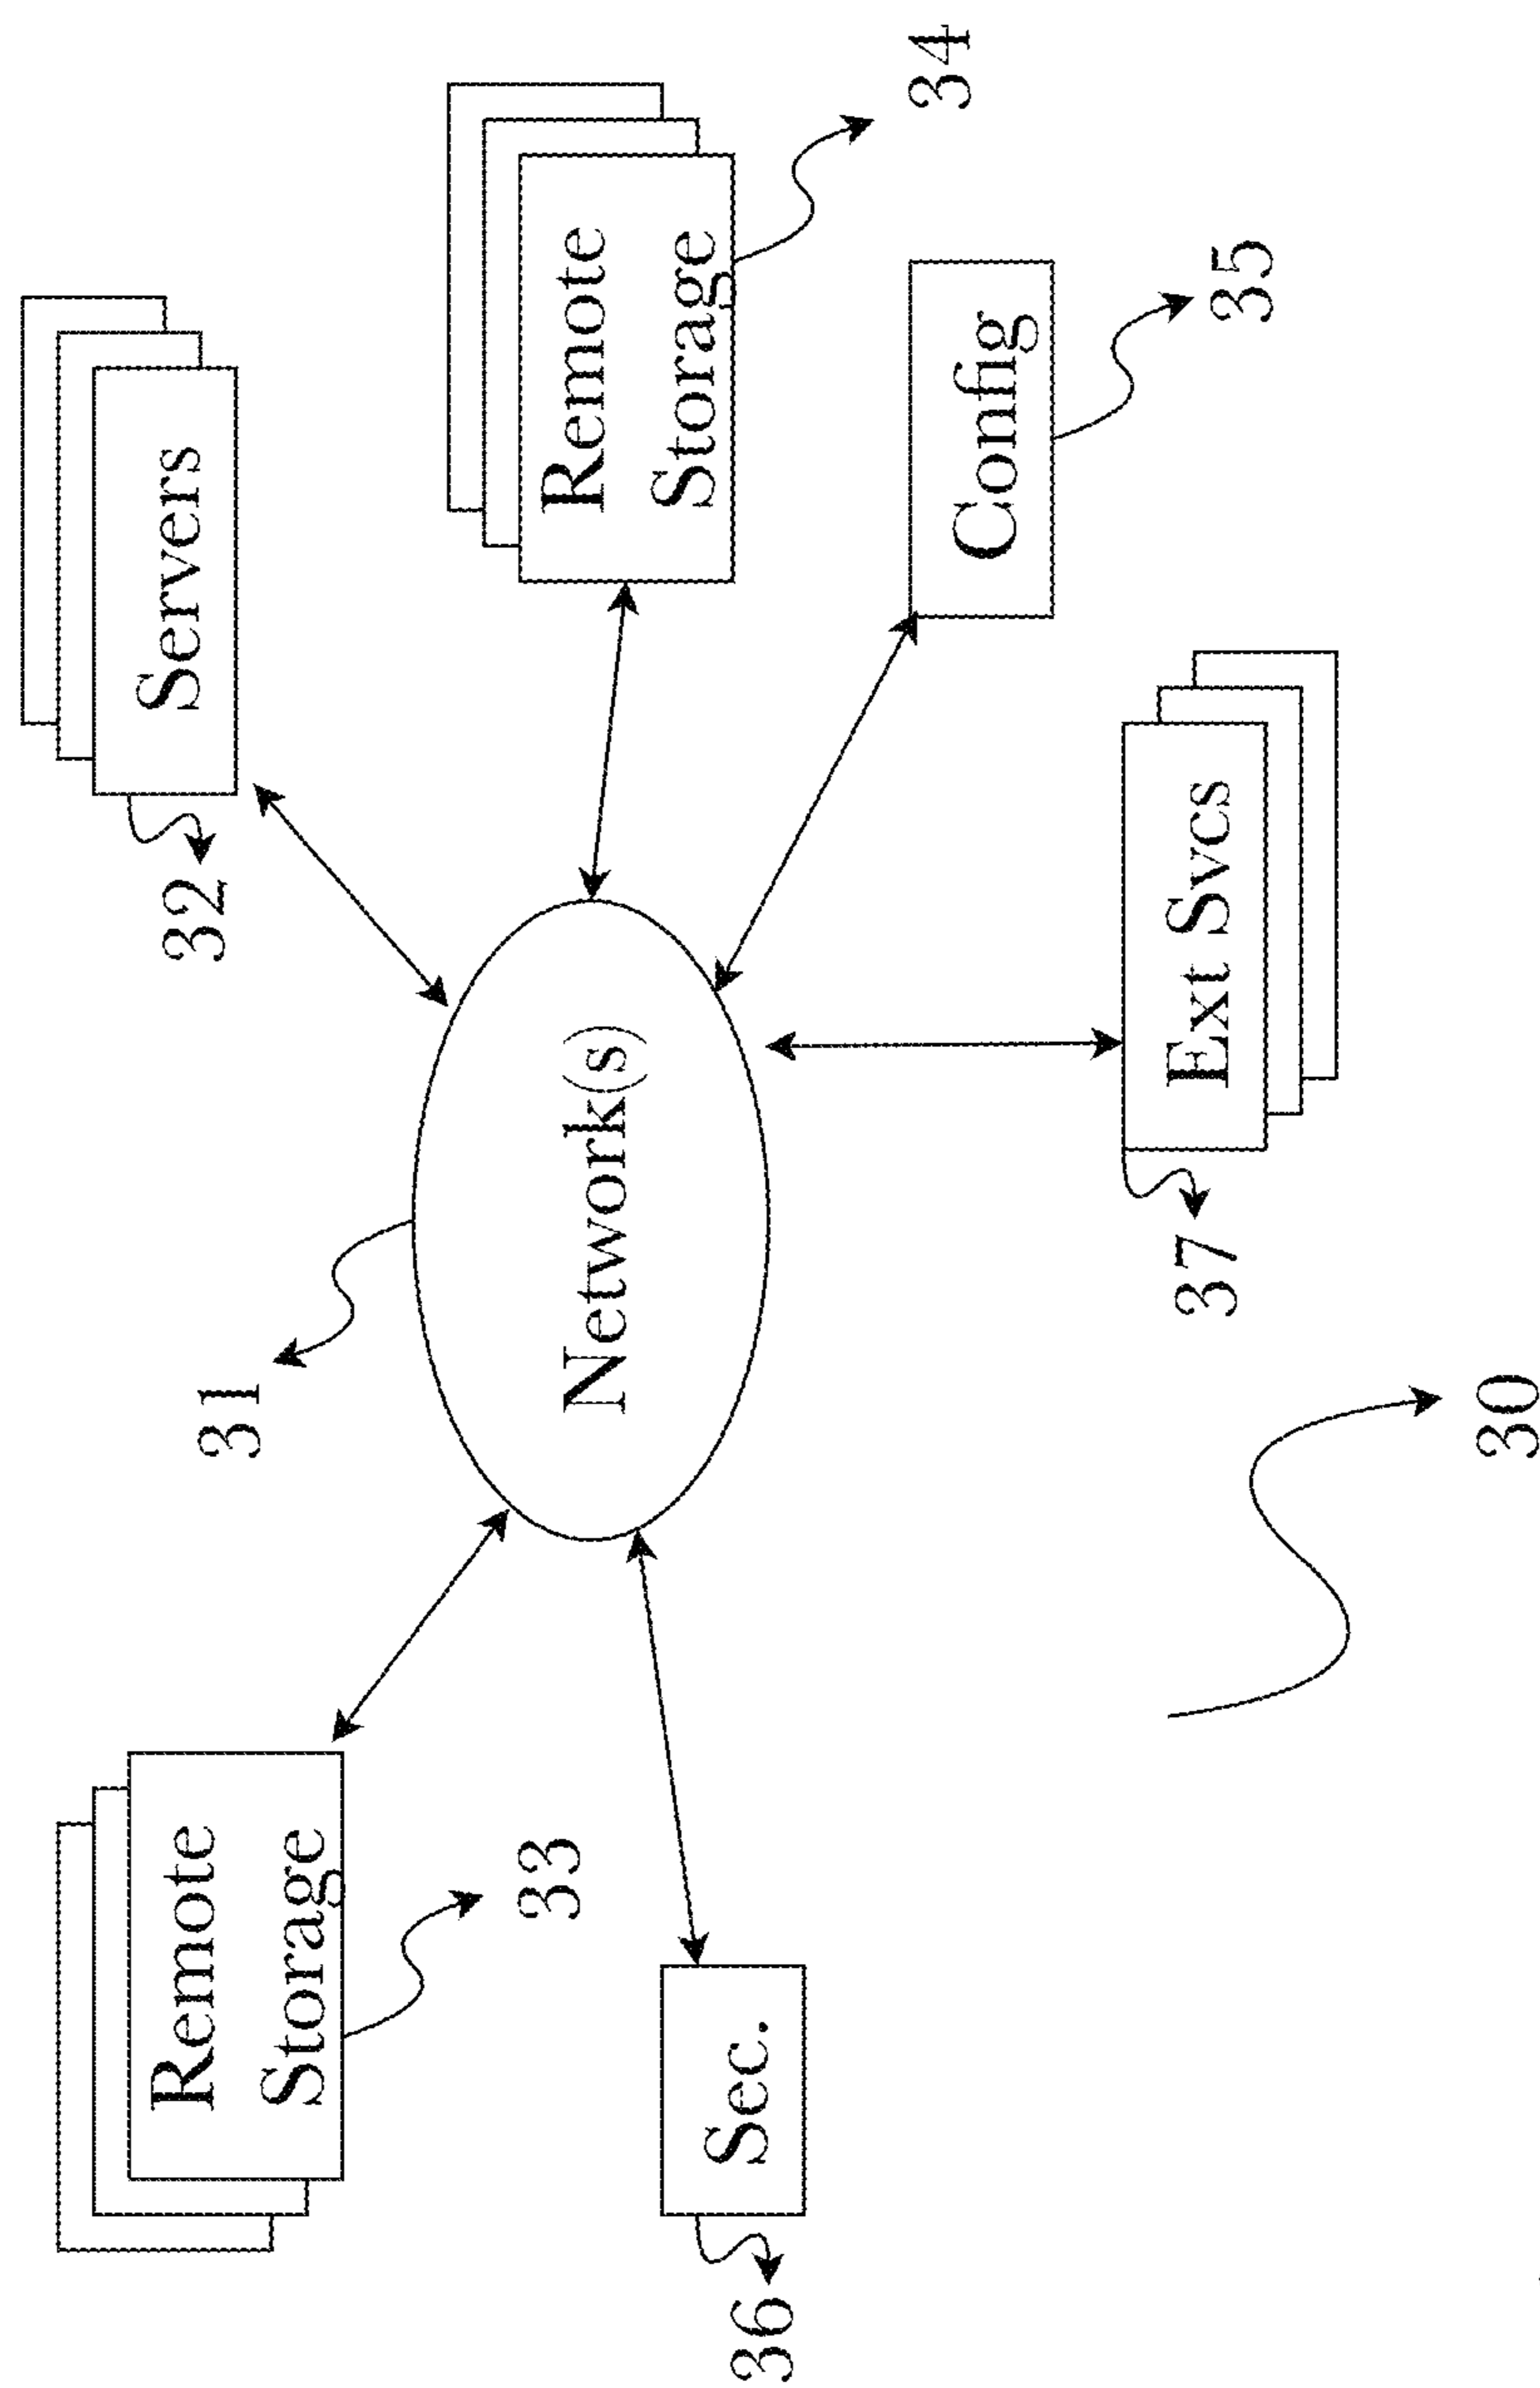 Remote
Storage
33
Servers
32
31
Network(s)
Remote
Storage
34
Sec.
36
Config
35
Ext Svcs
37
30